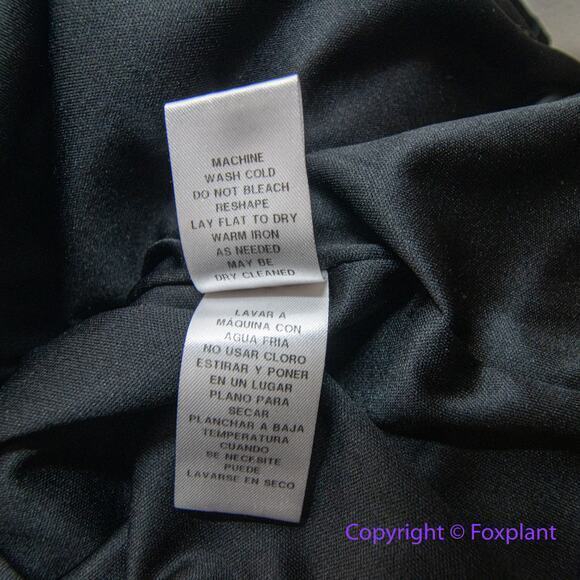 MACHINE
WASH COLD
DO NOT BLEACH
RESHAPE
LAY FLAT TO DRY
WARM IRON
AS NEEDED
MAY BE
DRY CLEANED
LAVAR A
MÁQUINA CON
AGUA FRIA
NO USAR CLORO
ESTIRAR Y PONER
EN UN LUGAR
PLANO PARA
SECAR
PLANCHAR A BAJA
TEMPERATURA
CUANDO
SE NECESITE
PUEDE
LAVARSE EN SECO
Copyright © Foxplant